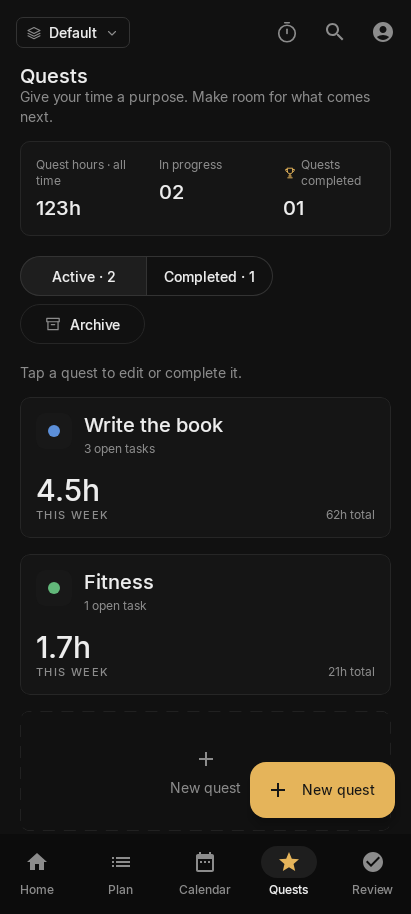 Default
Quests
Give your time a purpose. Make room for what comes
next.
Quest hours · all
time
123h
In progress
02
Quests
completed
01
Active · 2
Completed · 1
Archive
Tap a quest to edit or complete it.
Write the book
3 open tasks
4.5h
THIS WEEK
62h total
Fitness
1 open task
1.7h
THIS WEEK
21h total
New quest
New quest
Home
Plan
Calendar
Quests
Review